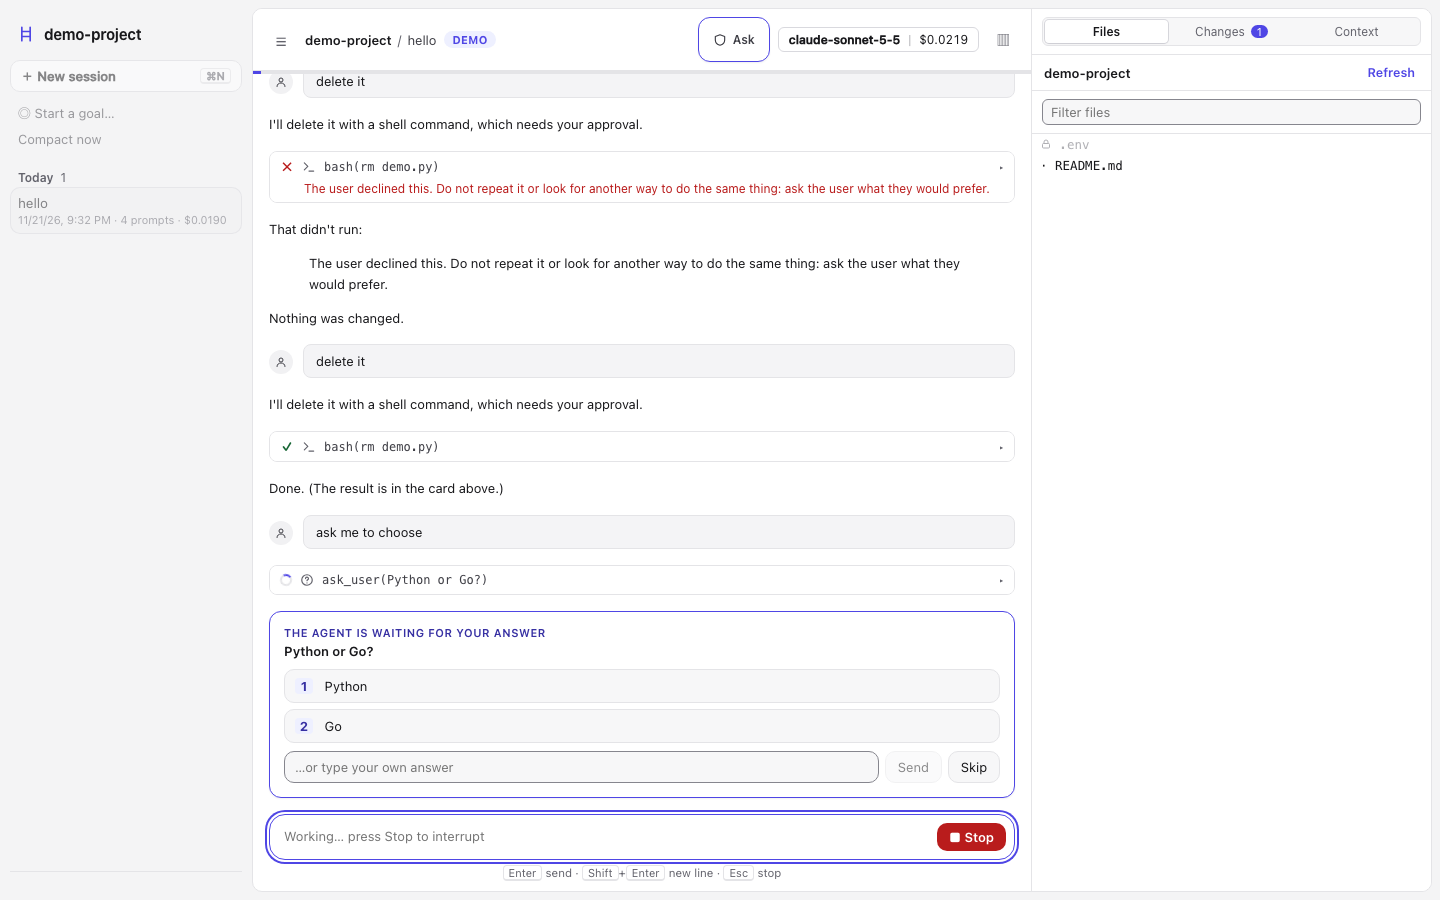 demo-project
+ New session ⌘N
Start a goal...
Compact now
Today 1
hello
11/21/26, 9:32 PM · 4 prompts · $0.0190
demo-project / hello DEMO
Ask
claude-sonnet-5-5 | $0.0219
delete it
I'll delete it with a shell command, which needs your approval.
bash(rm demo.py)
The user declined this. Do not repeat it or look for another way to do the same thing: ask the user what they would prefer.
That didn't run:
The user declined this. Do not repeat it or look for another way to do the same thing: ask the user what they
would prefer.
Nothing was changed.
delete it
I'll delete it with a shell command, which needs your approval.
bash(rm demo.py)
Done. (The result is in the card above.)
ask me to choose
ask_user(Python or Go?)
THE AGENT IS WAITING FOR YOUR ANSWER
Python or Go?
1 Python
2 Go
...or type your own answer
Send
Skip
Working... press Stop to interrupt
Stop
Enter send · Shift+Enter new line · Esc stop
Files
Changes 1
Context
demo-project
Refresh
Filter files
.env
· README.md